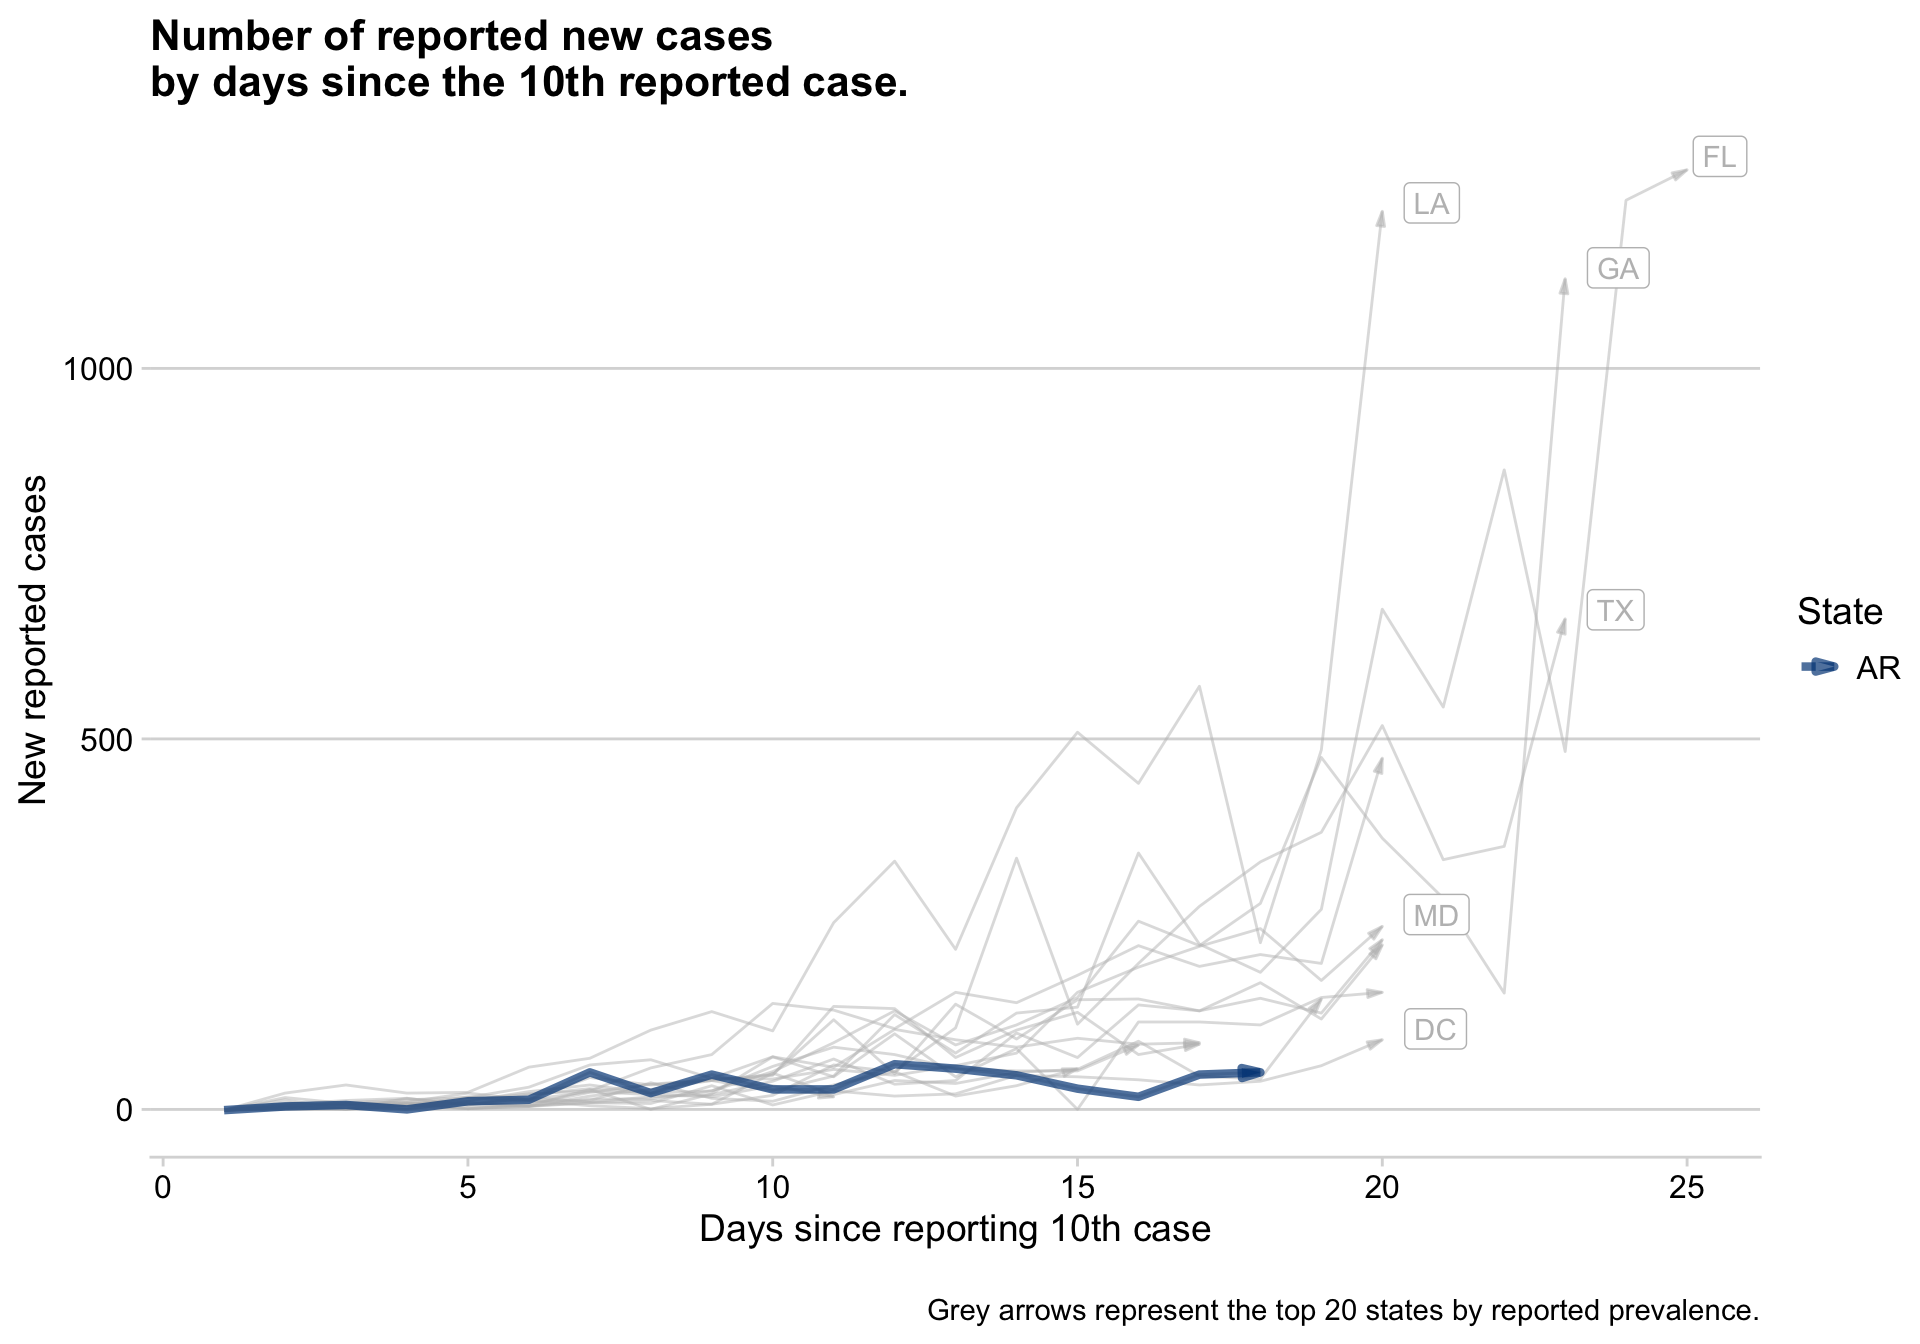 Number of reported new cases
by days since the 10th reported case.
FL
LA
GA
1000
New reported cases
500
TX
State
AR
MD
DC
0
0 5 10 15 20 25
Days since reporting 10th case
Grey arrows represent the top 20 states by reported prevalence.